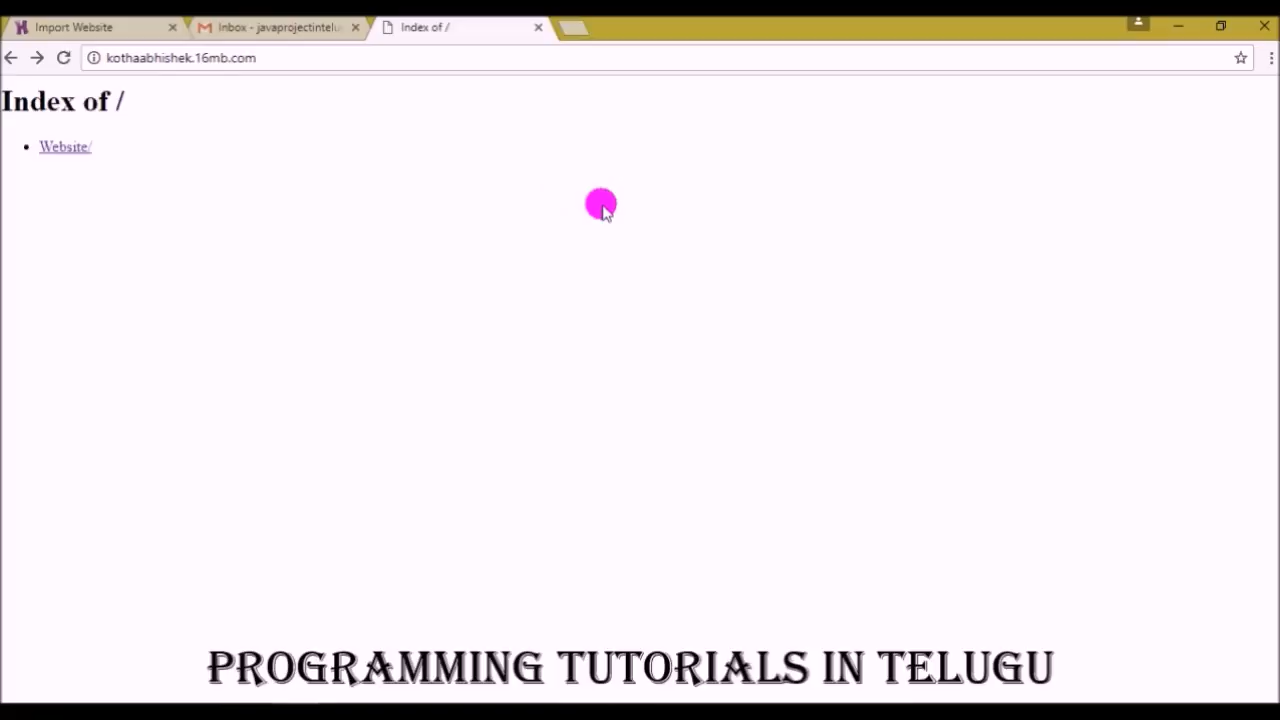 Import Website
Inbox - javaprojectintelu
Index of /
kothaabhishek.16mb.com
Index of /
Website/
PROGRAMMING TUTORIALS IN TELUGU